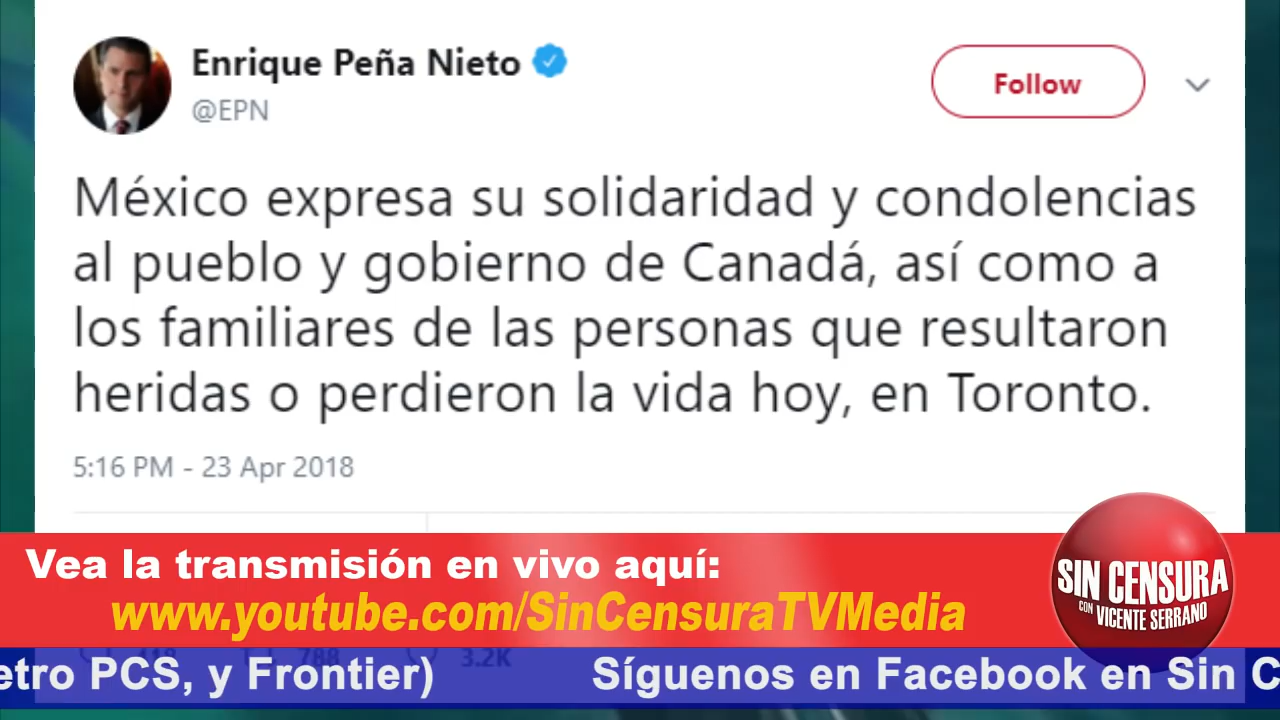 Enrique Peña Nieto
@EPN
Follow
México expresa su solidaridad y condolencias
al pueblo y gobierno de Canadá, así como a
los familiares de las personas que resultaron
heridas o perdieron la vida hoy, en Toronto.
5:16 PM - 23 Apr 2018
Vea la transmisión en vivo aquí:
www.youtube.com/SinCensuraTVMedia
SIN CENSURA
CON VICENTE SERRANO
788
3.2K
etro PCS, y Frontier)
Síguenos en Facebook en Sin C